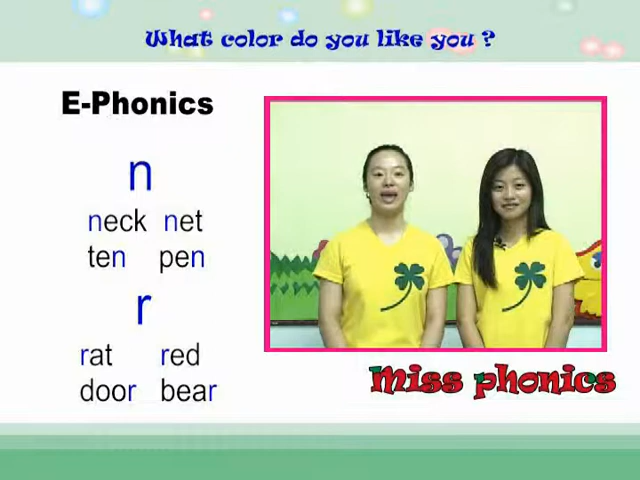 What color do you like you ?
E-Phonics
n
neck net
ten pen
r
rat red
door bear
Miss phonics